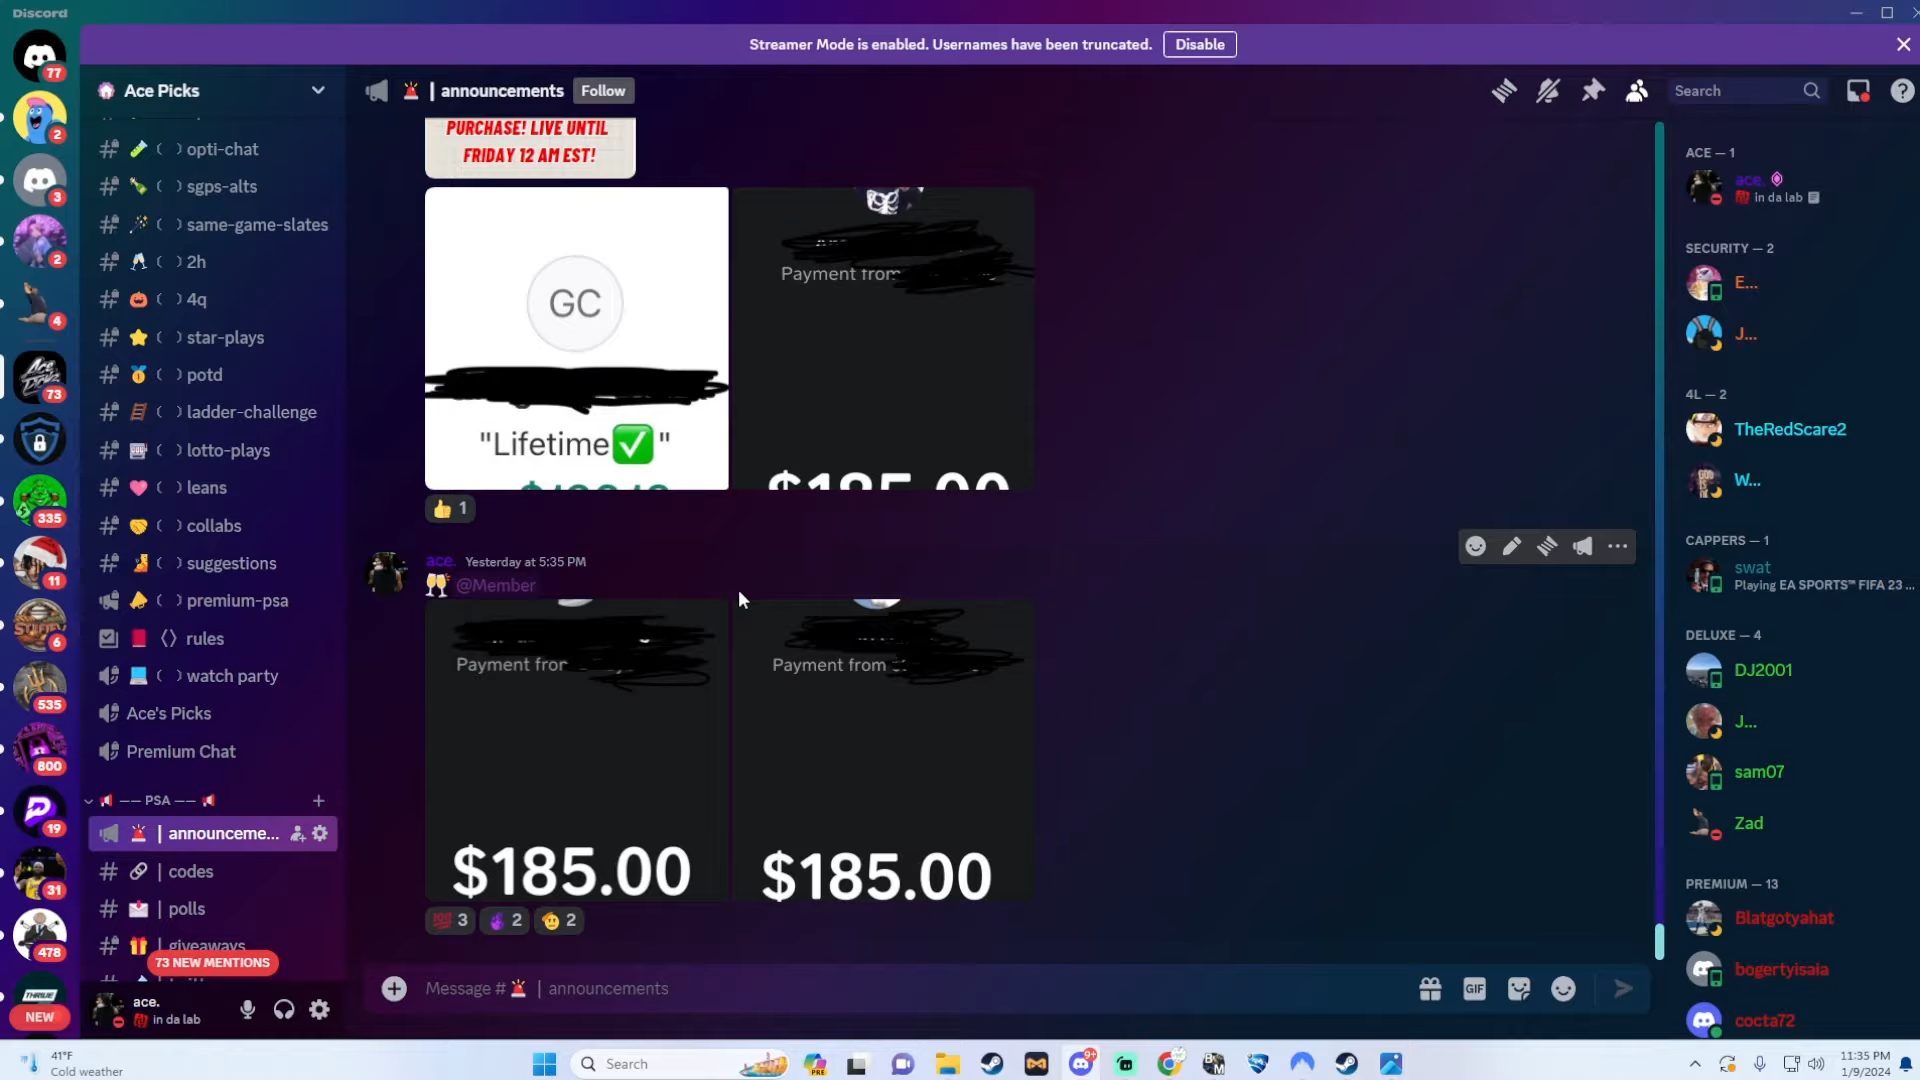 Discord
Streamer Mode is enabled. Usernames have been truncated.
Disable
77
2
3
2
4
73
335
11
6
535
800
19
31
478
THRIVE
NEW
Ace Picks
opti-chat
sgps-alts
same-game-slates
2h
4q
star-plays
potd
ladder-challenge
lotto-plays
leans
collabs
suggestions
premium-psa
rules
watch party
Ace's Picks
Premium Chat
—— PSA ——
| announceme...
| codes
| polls
| giveaways
73 NEW MENTIONS
ace.
in da lab
| announcements
Follow
Search
PURCHASE! LIVE UNTIL
FRIDAY 12 AM EST!
GC
"Lifetime✅"
Payment from
$185.00
👍 1
ace. Yesterday at 5:35 PM
🥂 @Member
Payment from
$185.00
Payment from
$185.00
💯 3
2
2
Message # 🚨 | announcements
GIF
ACE — 1
ace.
in da lab
SECURITY — 2
E...
J...
4L — 2
TheRedScare2
W...
CAPPERS — 1
swat
Playing EA SPORTS™ FIFA 23 ...
DELUXE — 4
DJ2001
J...
sam07
Zad
PREMIUM — 13
Blatgotyahat
bogertyisaia
cocta72
41°F
Cold weather
Search
PRE
9+
11:35 PM
1/9/2024